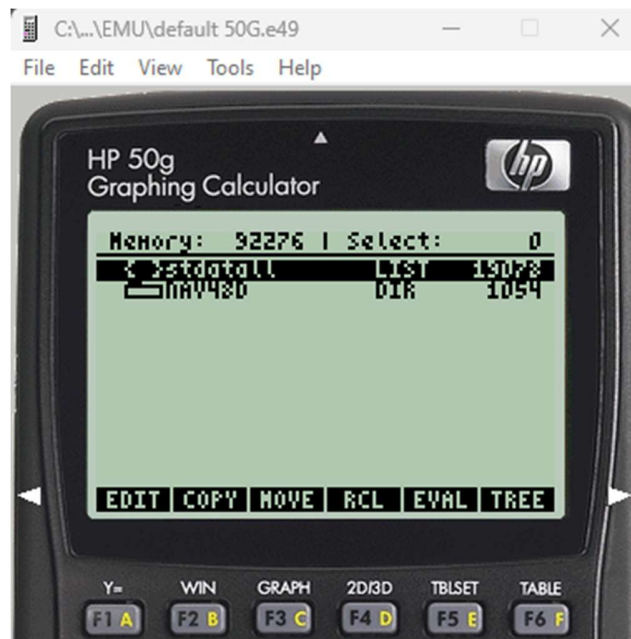 C:\...\EMU\default 50G.e49
File Edit View Tools Help
HP 50g
Graphing Calculator
hp
Memory: 92276 | Select: 0
{ }stdatall LIST 19078
NAV48D DIR 1054
EDIT COPY MOVE RCL EVAL TREE
Y= WIN GRAPH 2D/3D TBLSET TABLE
F1 A F2 B F3 C F4 D F5 E F6 F